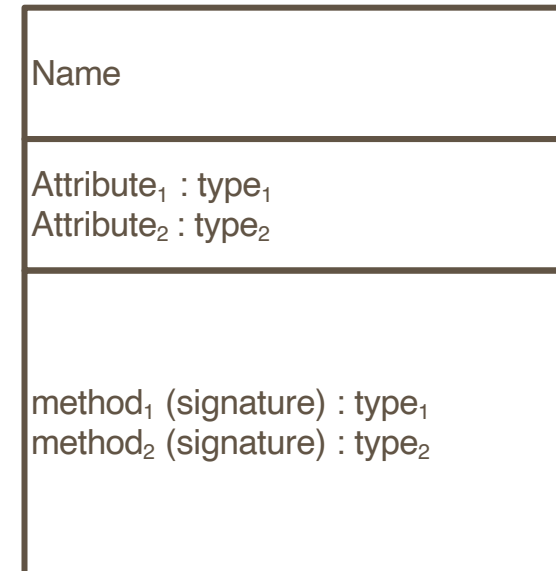 Name
Attribute₁ : type₁
Attribute₂ : type₂
method₁ (signature) : type₁
method₂ (signature) : type₂